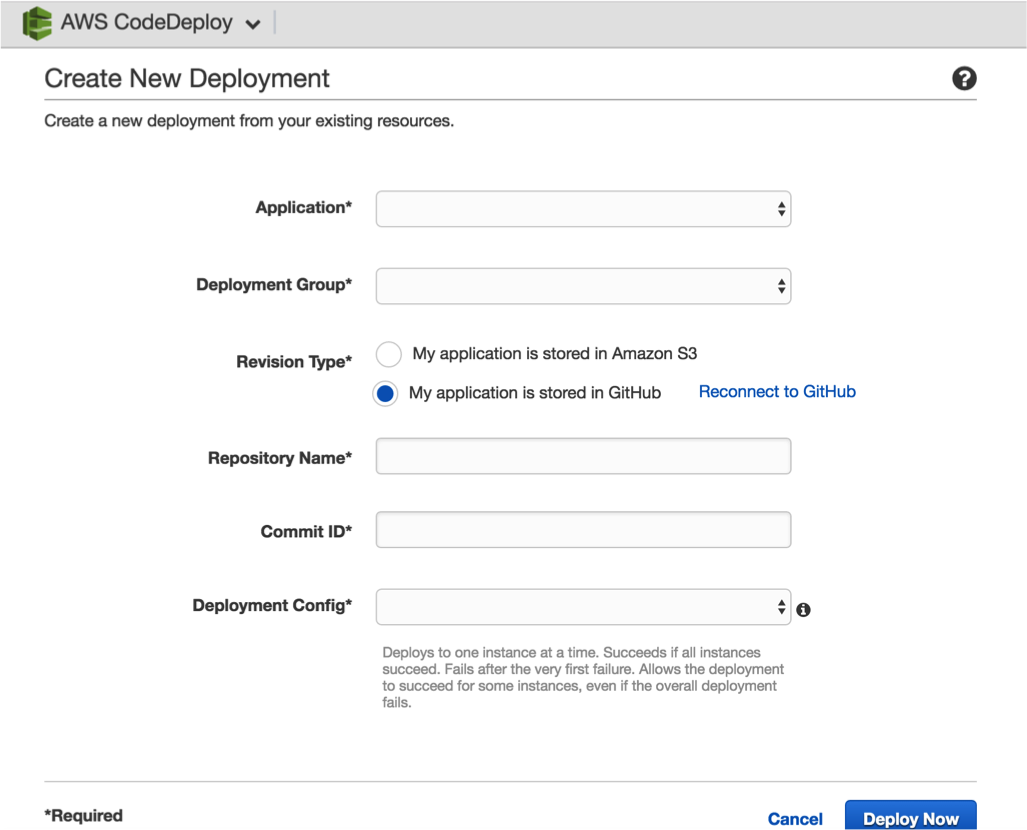 AWS CodeDeploy
Create New Deployment
Create a new deployment from your existing resources.
Application*
Deployment Group*
Revision Type*
My application is stored in Amazon S3
My application is stored in GitHub
Reconnect to GitHub
Repository Name*
Commit ID*
Deployment Config*
Deploys to one instance at a time. Succeeds if all instances
succeed. Fails after the very first failure. Allows the deployment
to succeed for some instances, even if the overall deployment
fails.
*Required
Cancel
Deploy Now